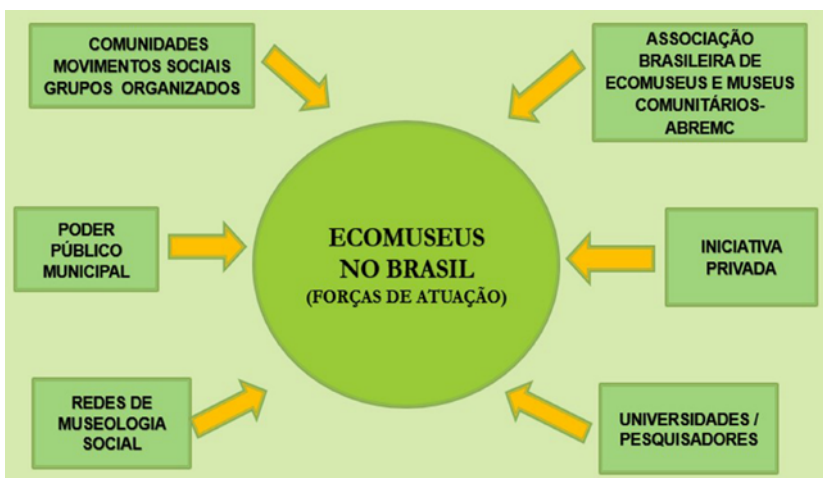 COMUNIDADES
MOVIMENTOS SOCIAIS
GRUPOS ORGANIZADOS
ASSOCIAÇÃO
BRASILEIRA DE
ECOMUSEUS E MUSEUS
COMUNITÁRIOS-
ABREMC
PODER
PÚBLICO
MUNICIPAL
ECOMUSEUS
NO BRASIL
(FORÇAS DE ATUAÇÃO)
INICIATIVA
PRIVADA
REDES DE
MUSEOLOGIA
SOCIAL
UNIVERSIDADES /
PESQUISADORES